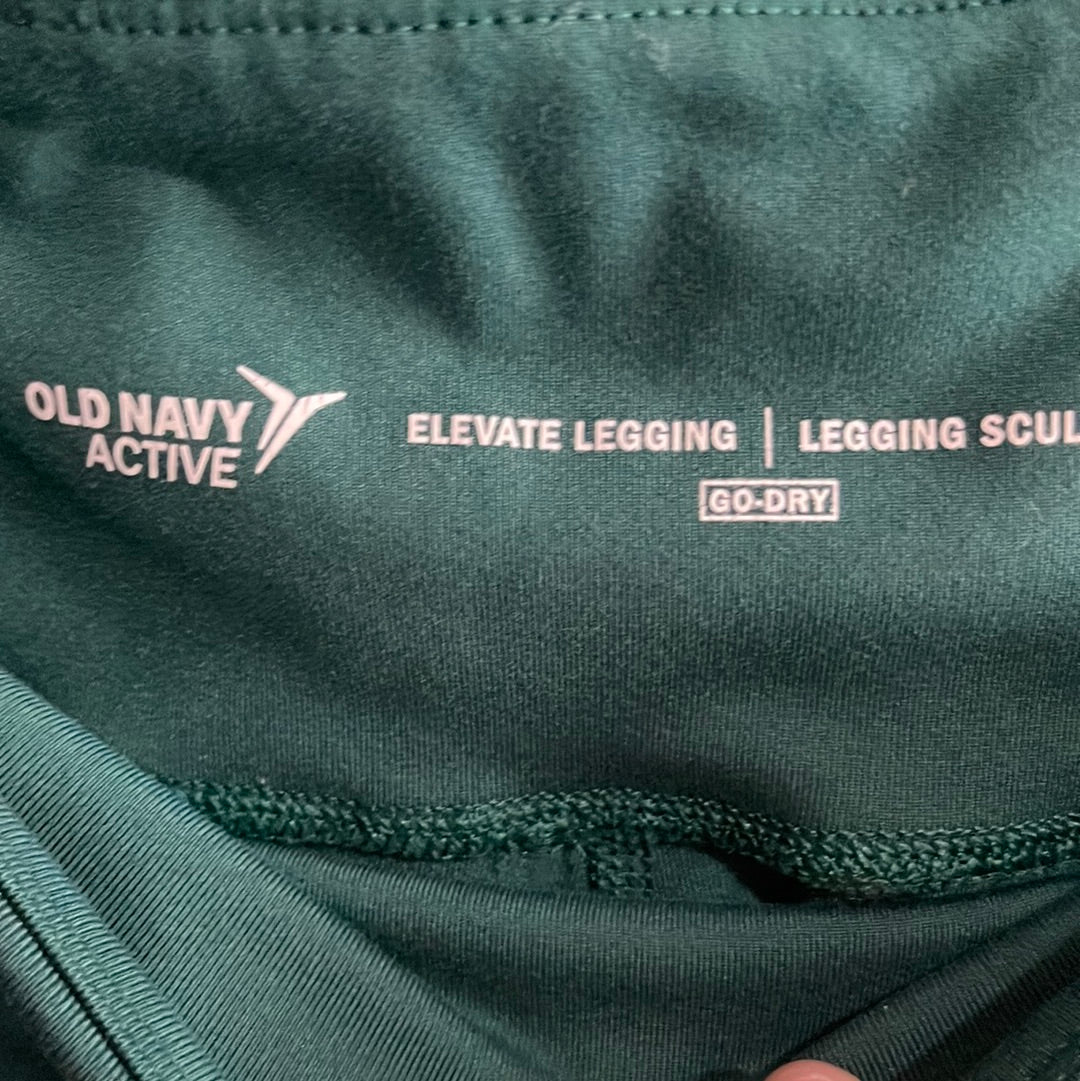 OLD NAVY
ACTIVE
ELEVATE LEGGING | LEGGING SCUL
GO-DRY